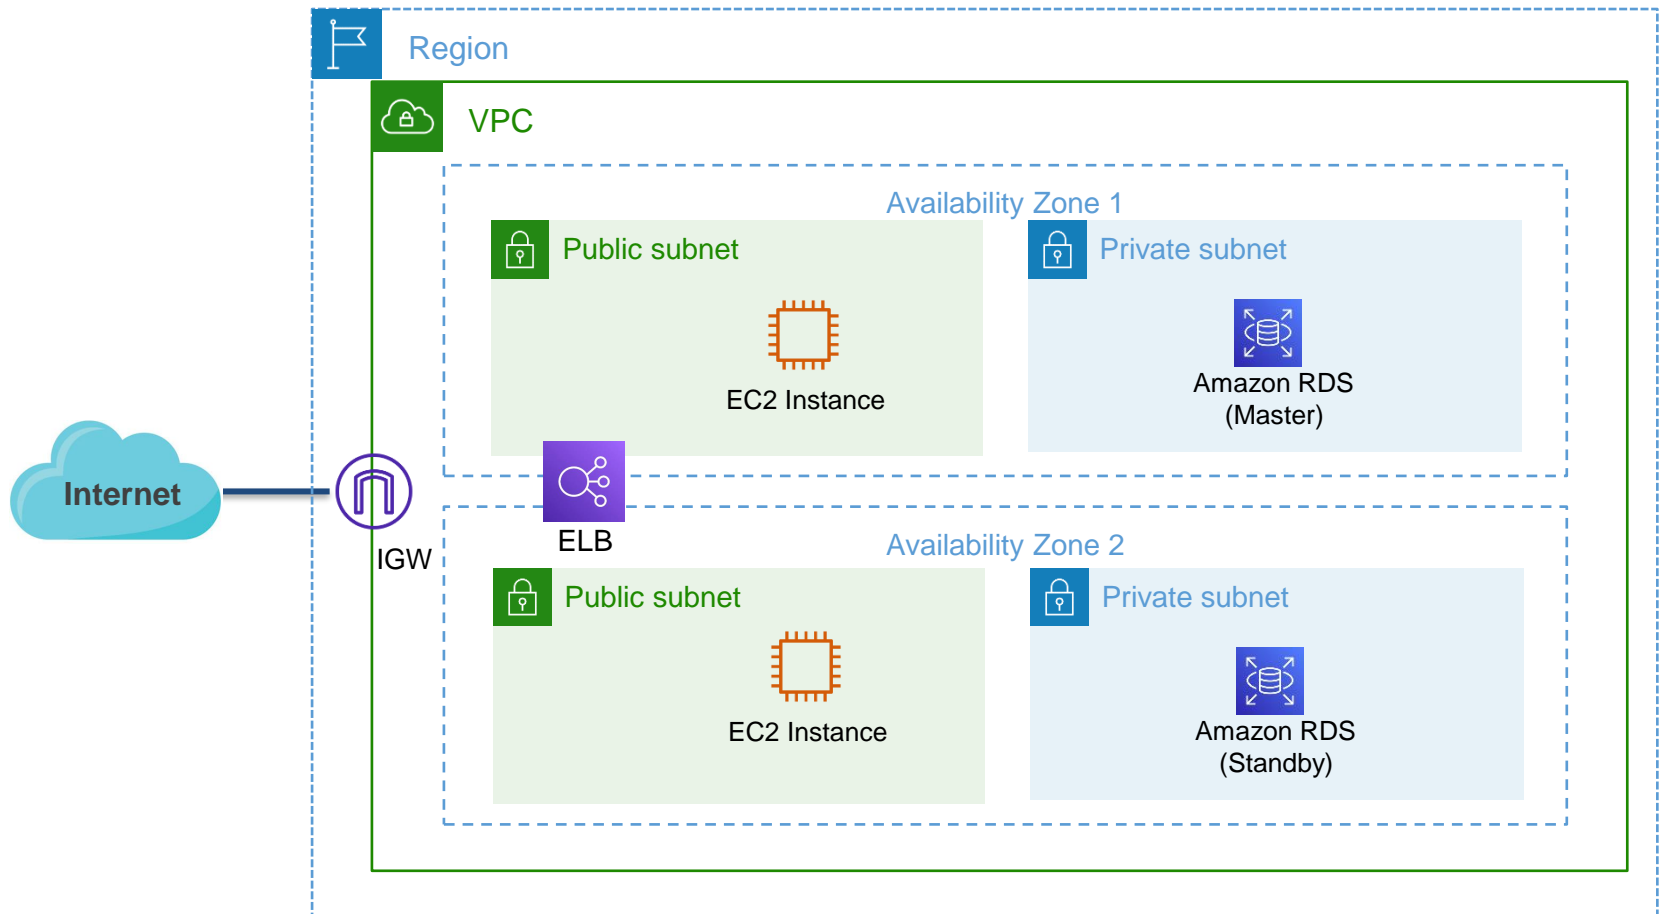 Region
VPC
Availability Zone 1
Public subnet
Private subnet
EC2 Instance
Amazon RDS
(Master)
Internet
IGW
ELB
Availability Zone 2
Public subnet
Private subnet
EC2 Instance
Amazon RDS
(Standby)